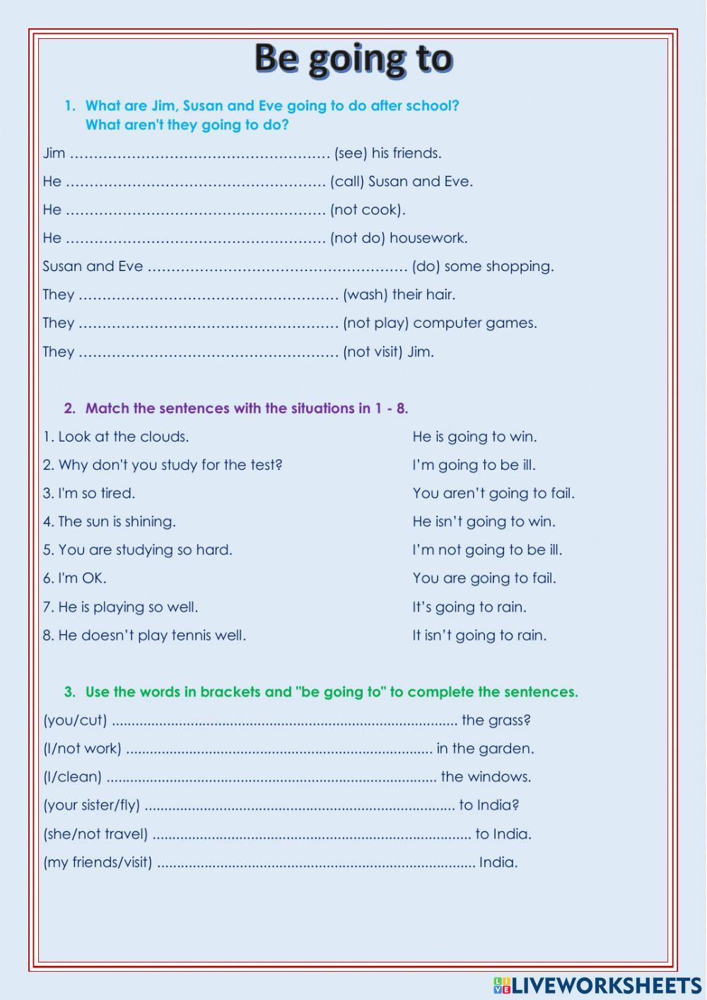 Be going to
1. What are Jim, Susan and Eve going to do after school?
What aren't they going to do?
Jim ………………………………………………. (see) his friends.
He ………………………………………………. (call) Susan and Eve.
He ………………………………………………. (not cook).
He ………………………………………………. (not do) housework.
Susan and Eve ………………………………………………. (do) some shopping.
They ………………………………………………. (wash) their hair.
They ………………………………………………. (not play) computer games.
They ………………………………………………. (not visit) Jim.
2. Match the sentences with the situations in 1 - 8.
1. Look at the clouds. He is going to win.
2. Why don't you study for the test? I’m going to be ill.
3. I'm so tired. You aren’t going to fail.
4. The sun is shining. He isn’t going to win.
5. You are studying so hard. I’m not going to be ill.
6. I'm OK. You are going to fail.
7. He is playing so well. It’s going to rain.
8. He doesn’t play tennis well. It isn’t going to rain.
3. Use the words in brackets and "be going to" to complete the sentences.
(you/cut) ........................................................................................ the grass?
(I/not work) .............................................................................. in the garden.
(I/clean) .................................................................................... the windows.
(your sister/fly) ............................................................................... to India?
(she/not travel) ................................................................................. to India.
(my friends/visit) ................................................................................. India.
LIVE LIVEWORKSHEETS